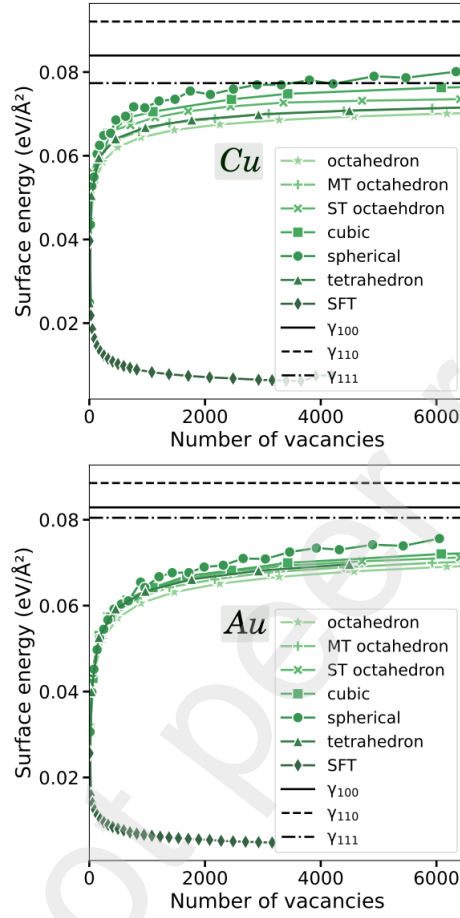 0.08
0.06
0.04
0.02
Surface energy (eV/Å²)
Cu
octahedron
MT octahedron
ST octaehdron
cubic
spherical
tetrahedron
SFT
γ₁₀₀
γ₁₁₀
γ₁₁₁
0 2000 4000 6000
Number of vacancies
0.08
0.06
0.04
0.02
Surface energy (eV/Å²)
Au
octahedron
MT octahedron
ST octahedron
cubic
spherical
tetrahedron
SFT
γ₁₀₀
γ₁₁₀
γ₁₁₁
0 2000 4000 6000
Number of vacancies
ot peer